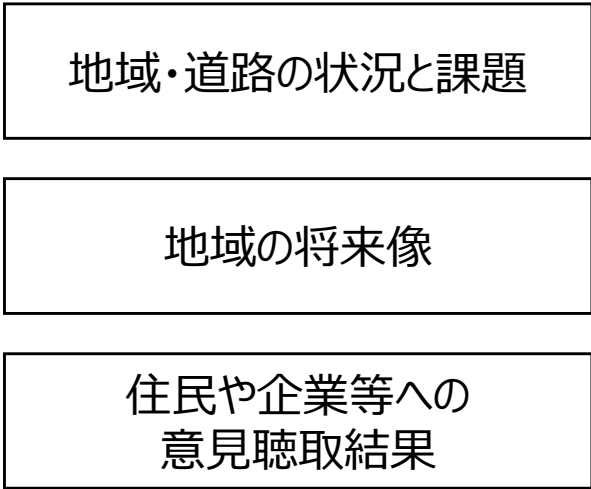 地域・道路の状況と課題
地域の将来像
住民や企業等への
意見聴取結果